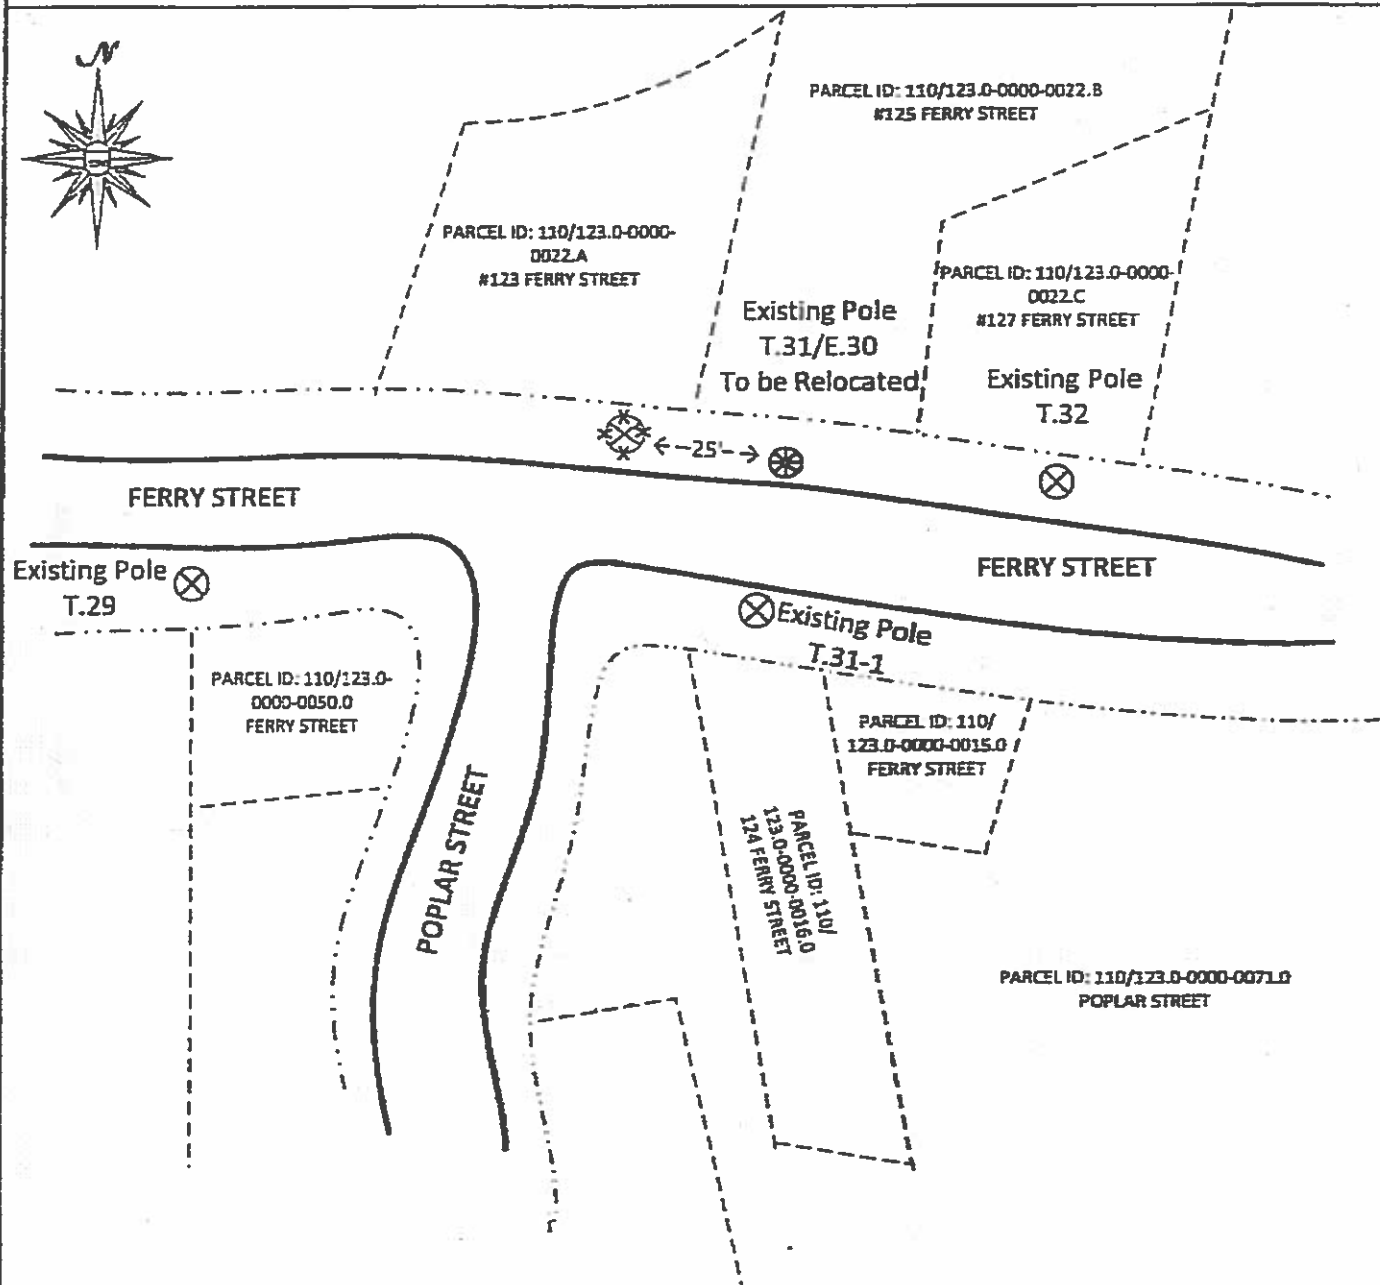 N
PARCEL ID: 110/123.0-0000-0022.B
#125 FERRY STREET
PARCEL ID: 110/123.0-0000-
0022.A
#123 FERRY STREET
PARCEL ID: 110/123.0-0000-
0022.C
#127 FERRY STREET
Existing Pole
T.31/E.30
To be Relocated
Existing Pole
T.32
25'
FERRY STREET
FERRY STREET
Existing Pole
T.29
Existing Pole
T.31-1
PARCEL ID: 110/123.0-
0000-0050.0
FERRY STREET
PARCEL ID: 110/
123.0-0000-0015.0
FERRY STREET
POPLAR STREET
PARCEL ID: 110/
123.0-0000-0016.0
124 FERRY STREET
PARCEL ID: 110/123.0-0000-0071.0
POPLAR STREET